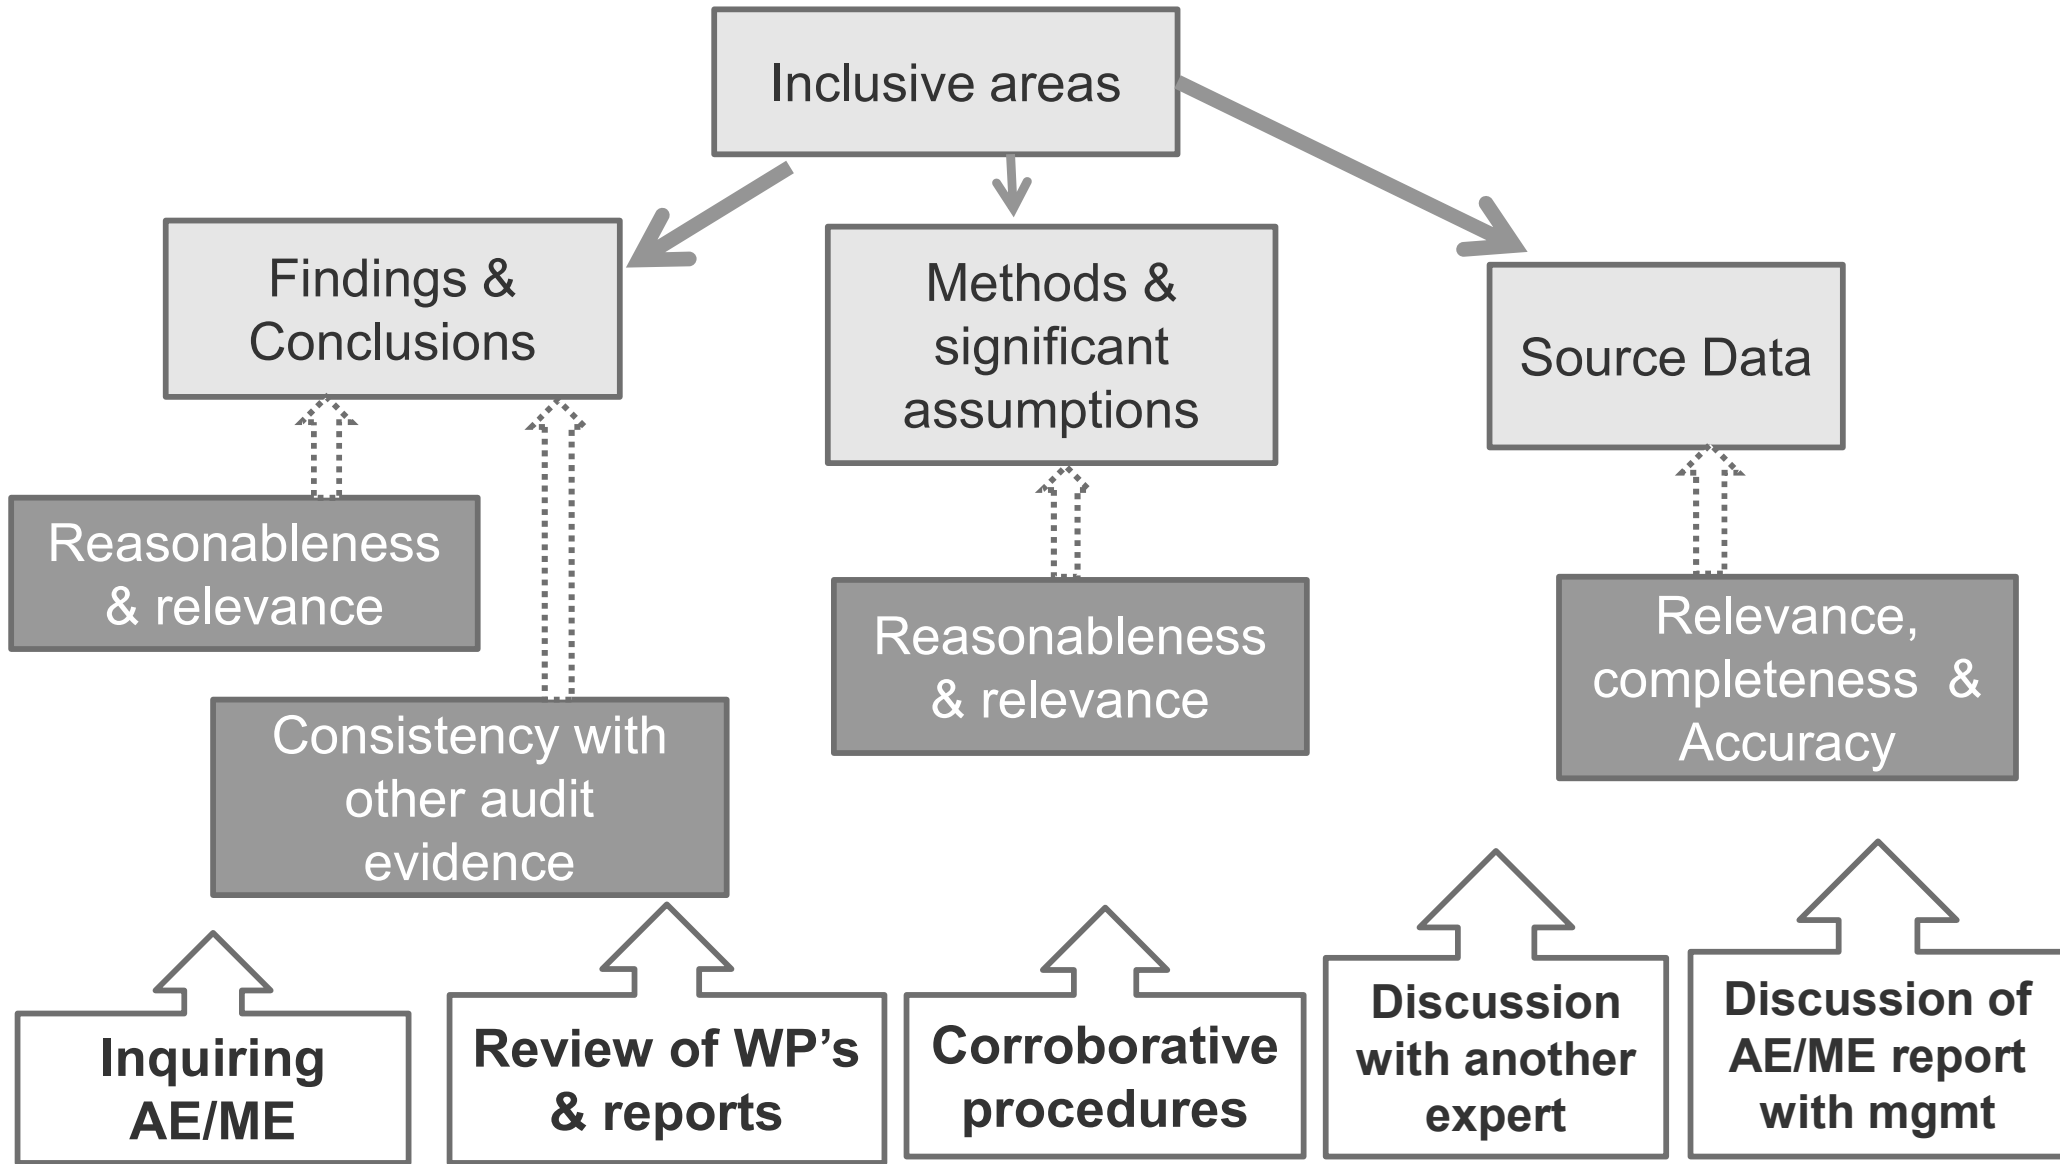 Inclusive areas
Findings &
Conclusions
Methods &
significant
assumptions
Source Data
Reasonableness
& relevance
Consistency with
other audit
evidence
Reasonableness
& relevance
Relevance,
completeness  &
Accuracy
Inquiring
AE/ME
Review of WP’s
& reports
Corroborative
procedures
Discussion
with another
expert
Discussion of
AE/ME report
with mgmt